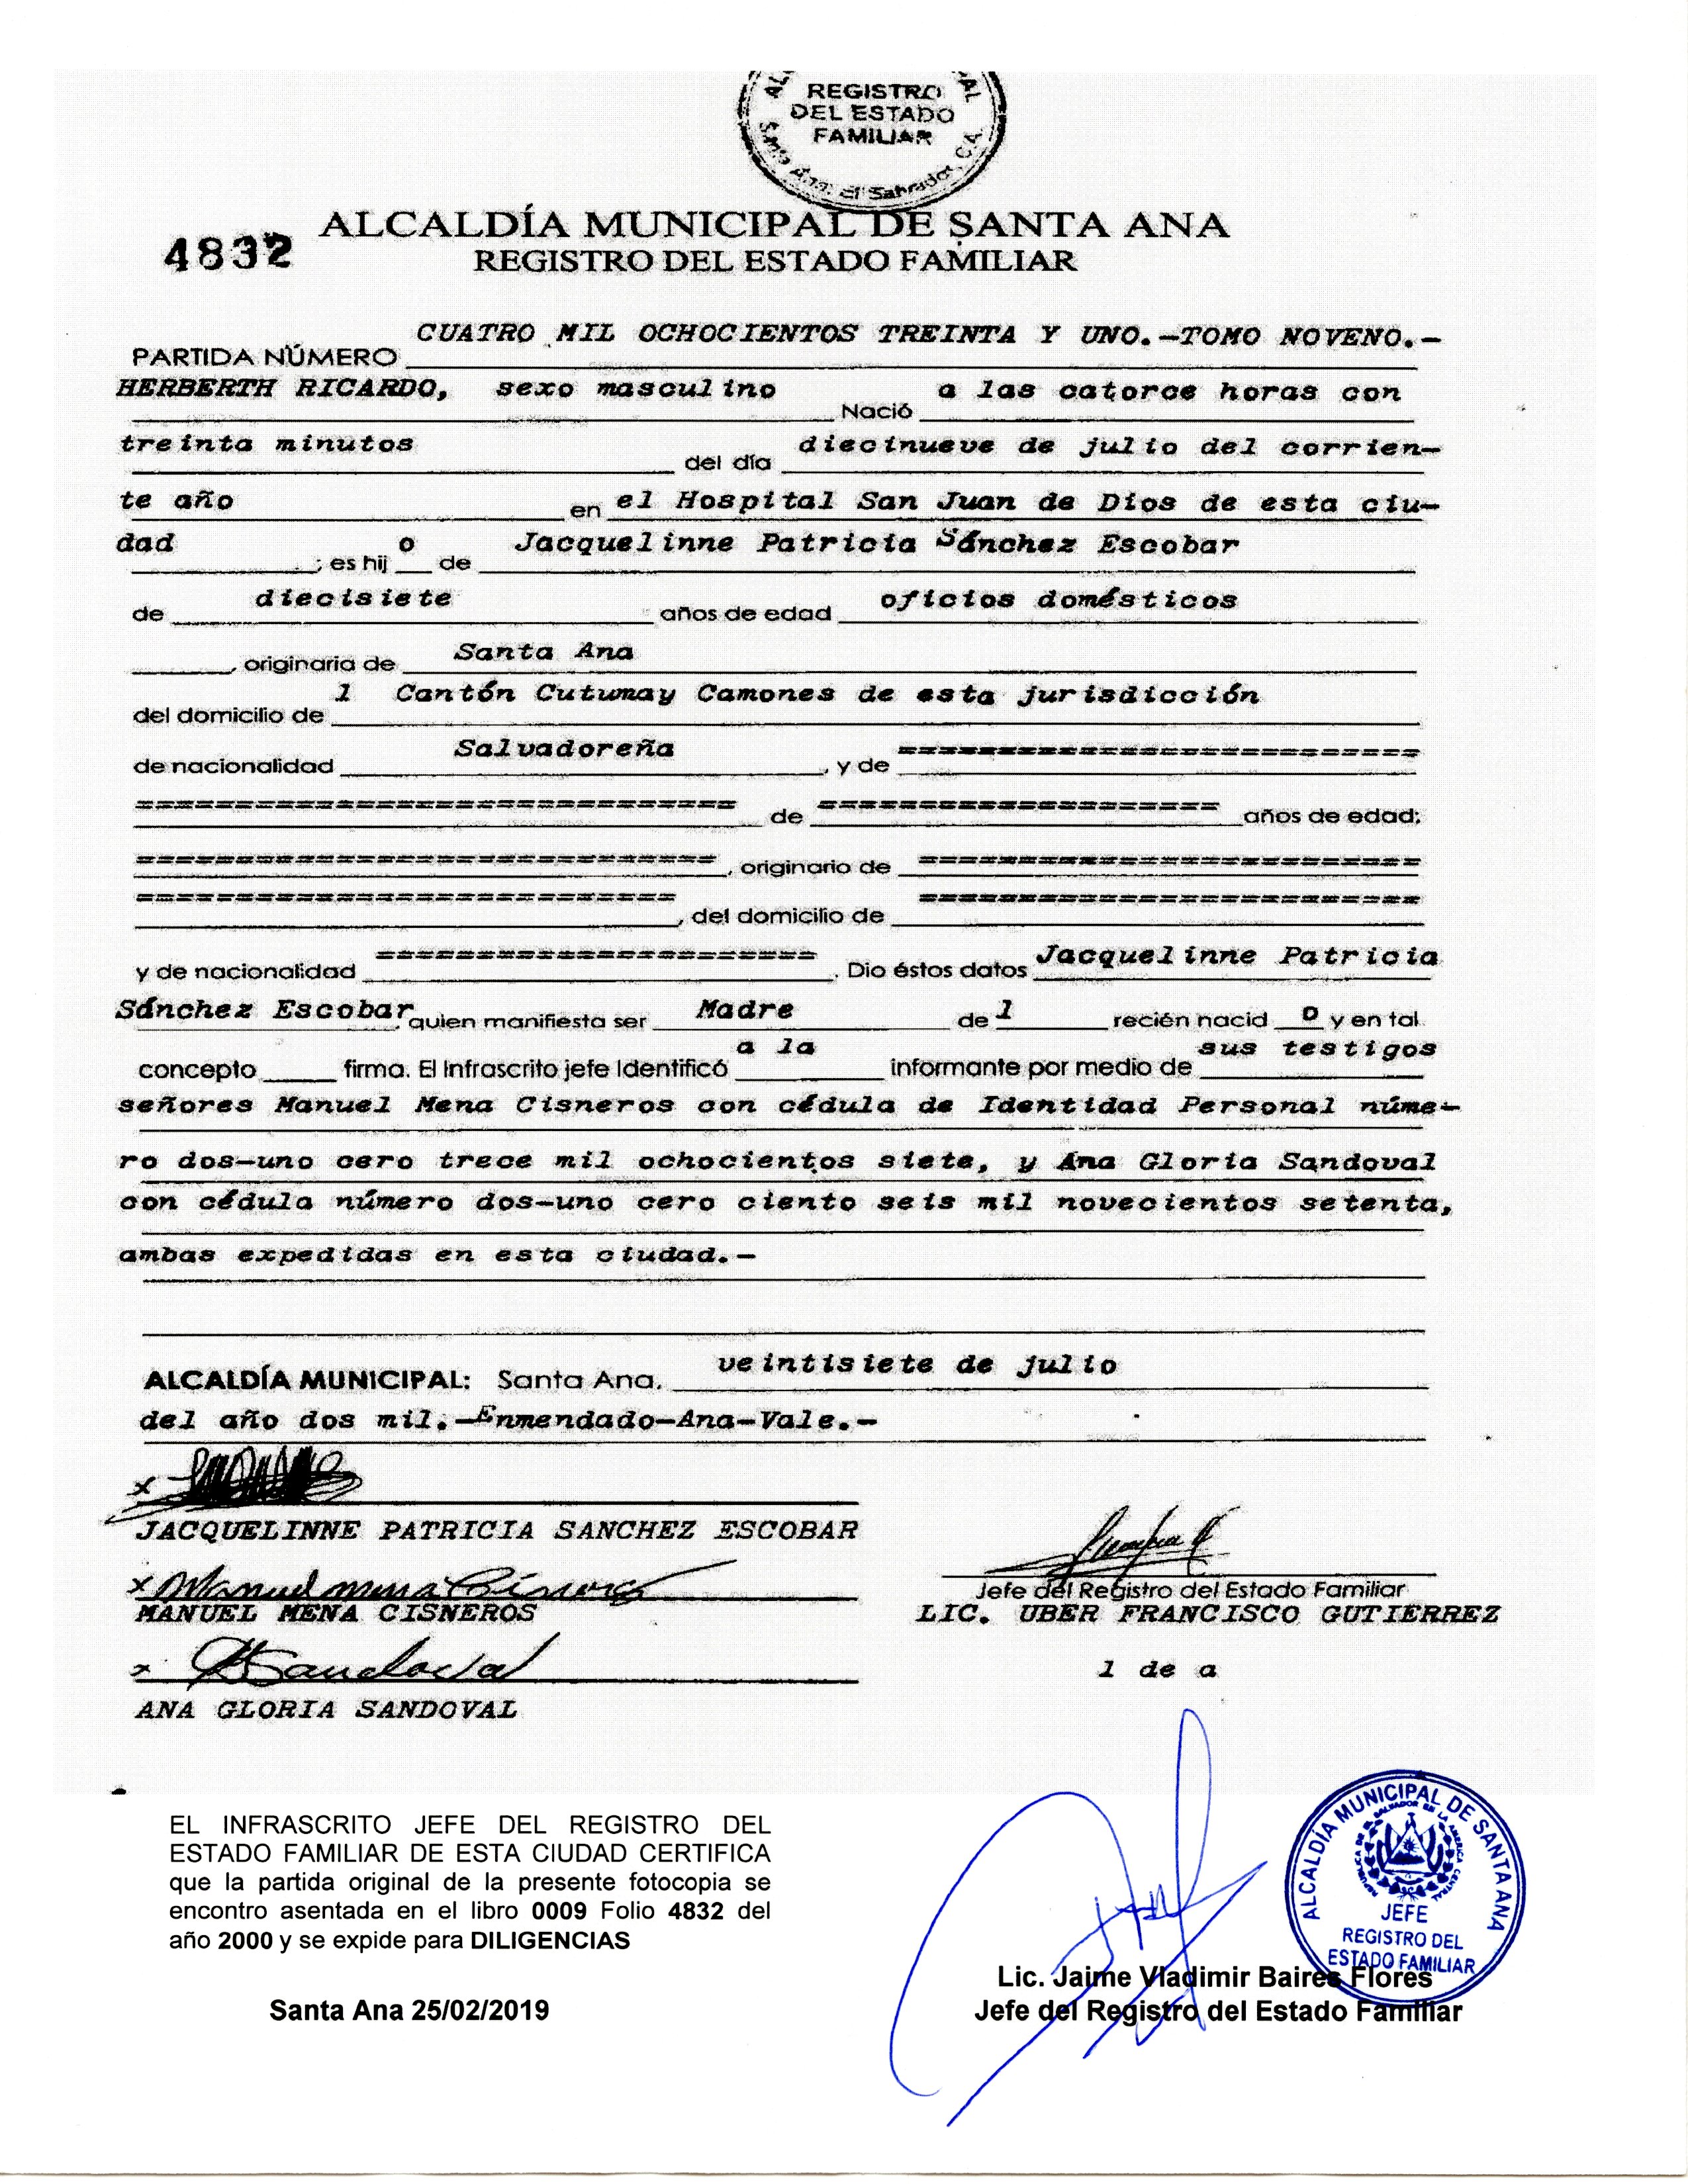 REGISTRO
DEL ESTADO
FAMILIAR
Santa Ana, El Salvador, C.A.
ALCALDÍA MUNICIPAL DE SANTA ANA
4832
REGISTRO DEL ESTADO FAMILIAR
CUATRO MIL OCHOCIENTOS TREINTA Y UNO.-TOMO NOVENO.-
PARTIDA NÚMERO
HERBERTH RICARDO, sexo masculino Nació a las catorce horas con
treinta minutos del día diecinueve de julio del corrien-
te año en el Hospital San Juan de Dios de esta ciu-
dad ; es hij o de Jacquelinne Patricia Sánchez Escobar
de diecisiete años de edad oficios domésticos
, originaria de Santa Ana
del domicilio de l Cantón Cutumay Camones de esta jurisdicción
de nacionalidad Salvadoreña , y de ==========================
============================== de ==================== años de edad;
============================= , originario de =========================
=========================== , del domicilio de =========================
y de nacionalidad ====================== . Dio éstos datos Jacquelinne Patricia
Sánchez Escobar quien manifiesta ser Madre de l recién nacid o y en tal
concepto firma. El Infrascrito jefe Identificó a la informante por medio de sus testigos
señores Manuel Mena Cisneros con cédula de Identidad Personal núme-
ro dos-uno cero trece mil ochocientos siete, y Ana Gloria Sandoval
con cédula número dos-uno cero ciento seis mil novecientos setenta,
ambas expedidas en esta ciudad.-
ALCALDÍA MUNICIPAL: Santa Ana, veintisiete de julio
del año dos mil.-Enmendado-Ana-Vale.-
x
JACQUELINNE PATRICIA SANCHEZ ESCOBAR
x Manuel mena Cisneros
Jefe del Registro del Estado Familiar
MANUEL MENA CISNEROS
LIC. UBER FRANCISCO GUTIERREZ
x Sandoval
l de a
ANA GLORIA SANDOVAL
EL INFRASCRITO JEFE DEL REGISTRO DEL
ESTADO FAMILIAR DE ESTA CIUDAD CERTIFICA
que la partida original de la presente fotocopia se
encontro asentada en el libro 0009 Folio 4832 del
año 2000 y se expide para DILIGENCIAS
Santa Ana 25/02/2019
ALCALDÍA MUNICIPAL DE SANTA ANA
REPUBLICA DE EL SALVADOR EN LA AMERICA CENTRAL
JEFE
REGISTRO DEL
ESTADO FAMILIAR
Lic. Jaime Vladimir Baires Flores
Jefe del Registro del Estado Familiar